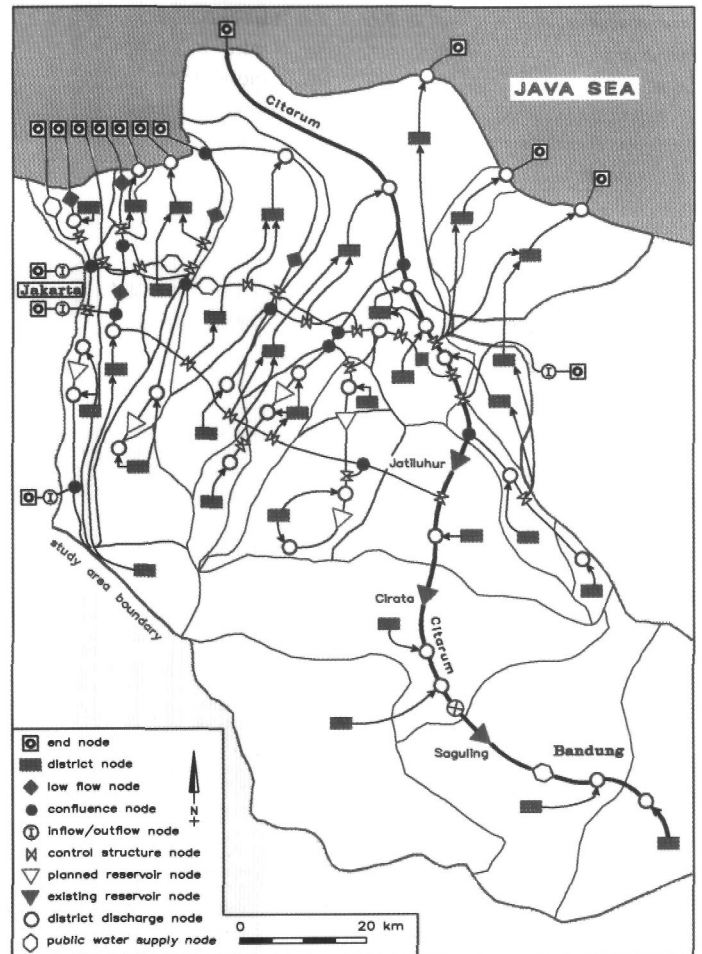 JAVA SEA
Citarum
Jakarta
Jatiluhur
study area boundary
Cirata
Citarum
Saguling
Bandung
end node
district node
low flow node
confluence node
inflow/outflow node
control structure node
planned reservoir node
existing reservoir node
district discharge node
public water supply node
N
0 20 km